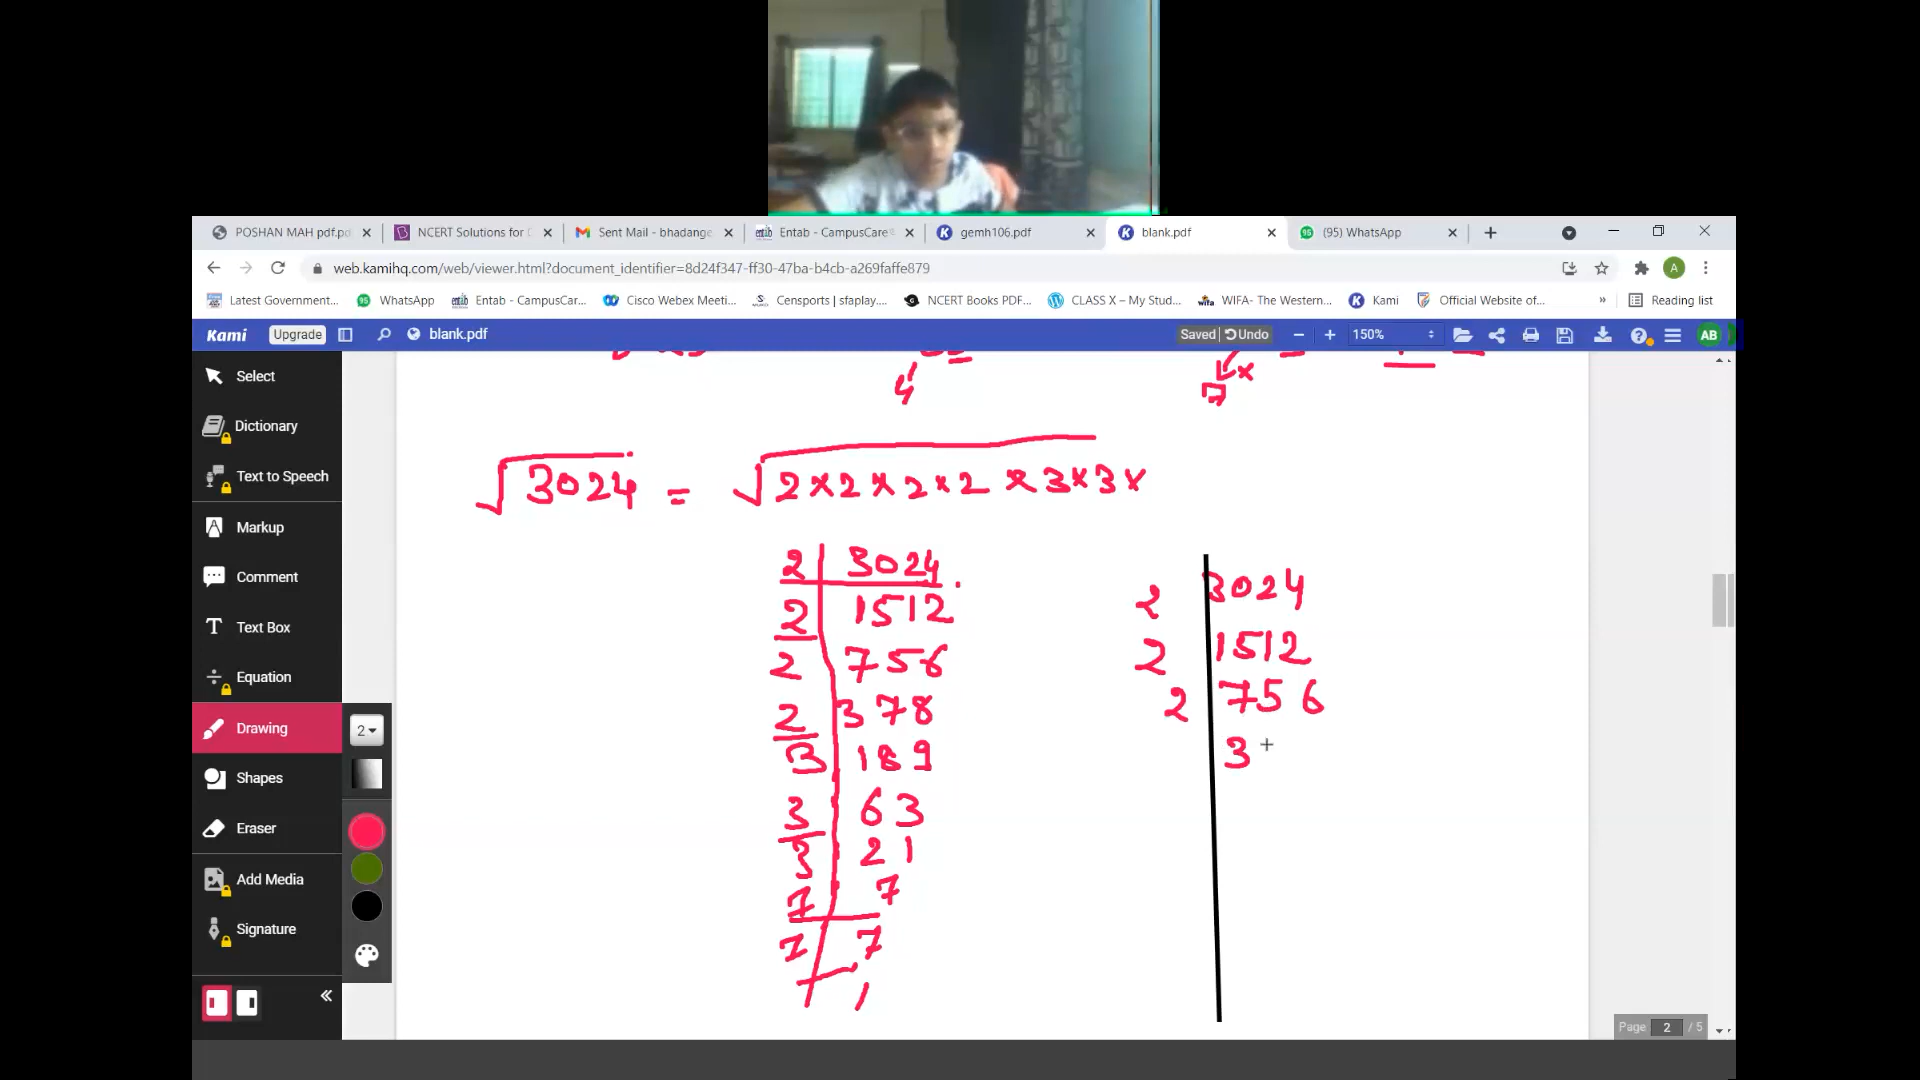 POSHAN MAH pdf.pd
NCERT Solutions for D
Sent Mail - bhadange
Entab - CampusCare
gemh106.pdf
blank.pdf
(95) WhatsApp
web.kamihq.com/web/viewer.html?document_identifier=8d24f347-ff30-47ba-b4cb-a269faffe879
A
Latest Government...
WhatsApp
Entab - CampusCar...
Cisco Webex Meeti...
Censports | sfaplay....
NCERT Books PDF...
CLASS X – My Stud...
WIFA- The Western...
Kami
Official Website of...
»
Reading list
Kami
Upgrade
blank.pdf
Saved
Undo
150%
AB
Select
Dictionary
Text to Speech
Markup
Comment
Text Box
Equation
Drawing
2
Shapes
Eraser
Add Media
Signature
4
7 x
√3024 = √2×2×2×2×3×3×
2 | 3024
2 | 1512
2 | 756
2 | 378
3 | 189
3 | 63
3 | 21
7 | 7
7 | 7
1
2 | 3024
2 | 1512
2 | 756
3
Page 2 / 5